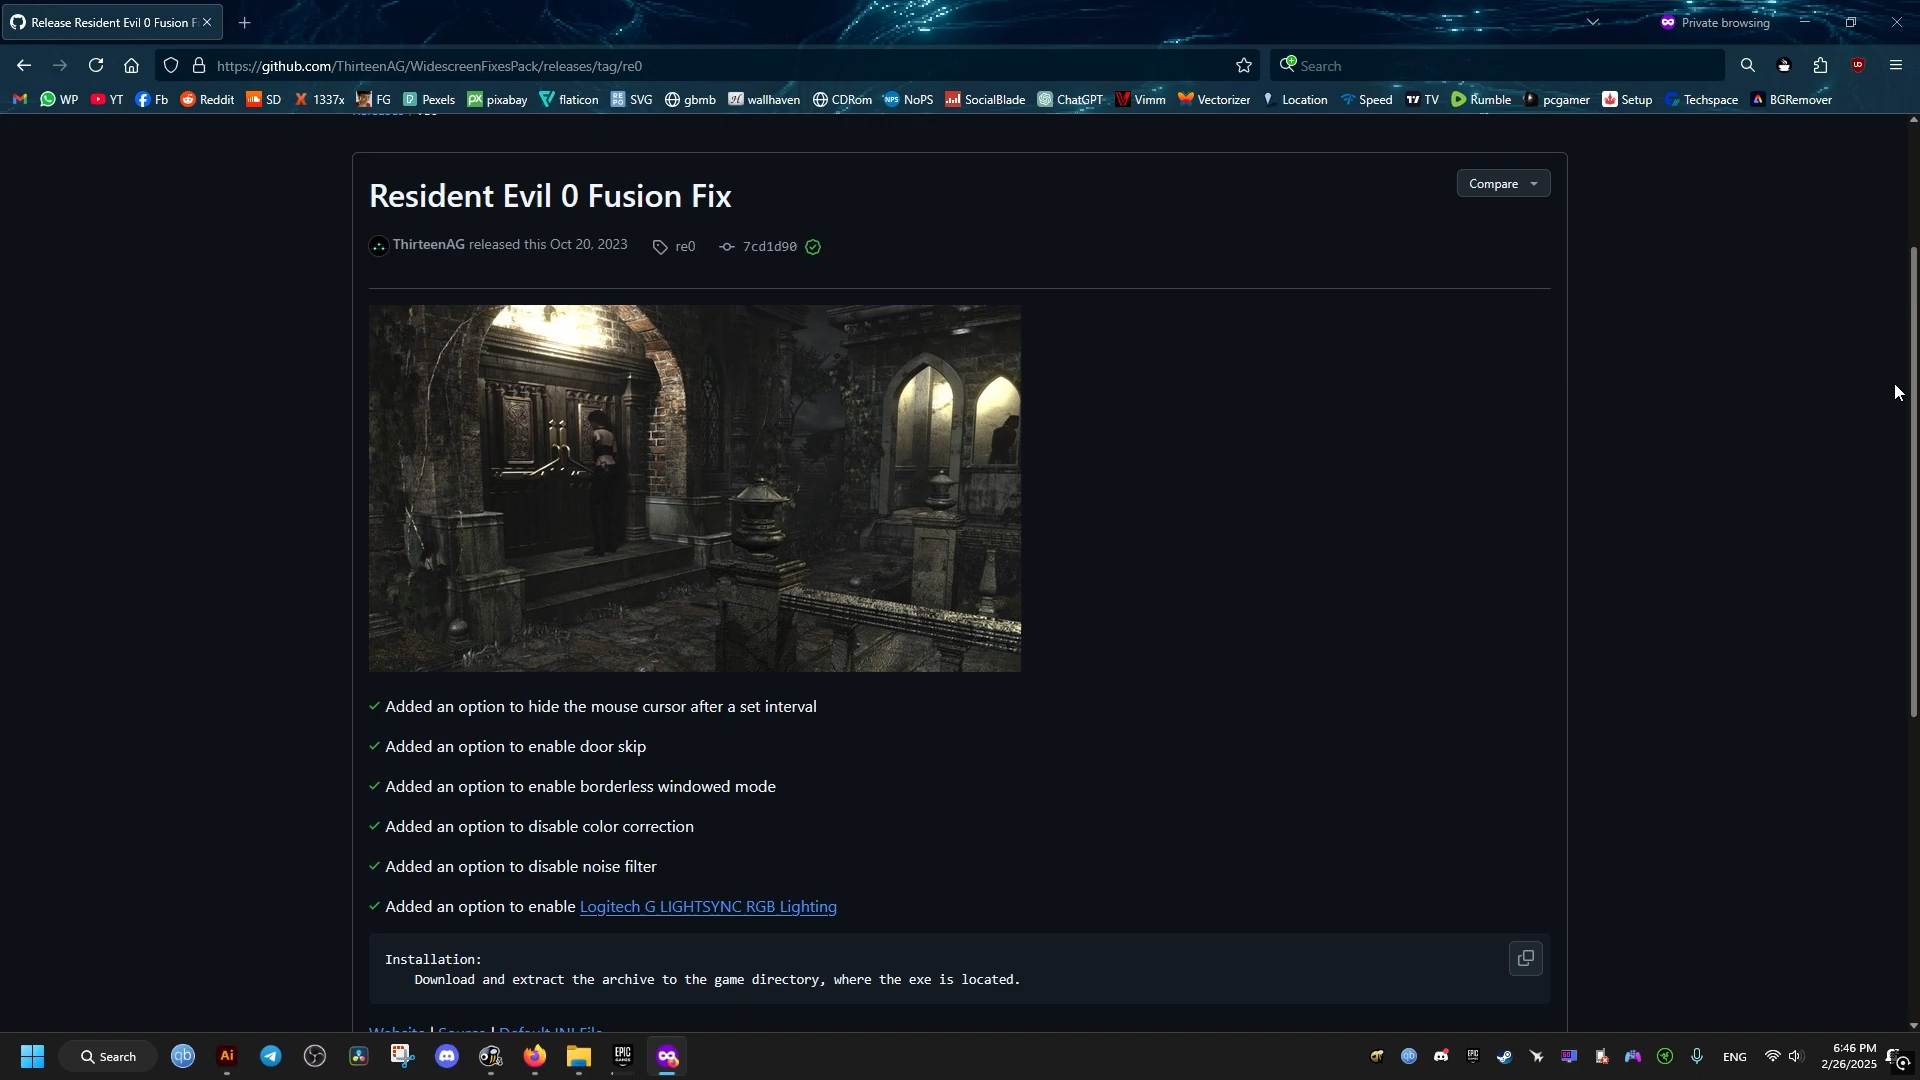 Release Resident Evil 0 Fusion F
Private browsing
https://github.com/ThirteenAG/WidescreenFixesPack/releases/tag/re0
Search
WP YT Fb Reddit SD 1337x FG Pexels pixabay flaticon SVG gbmb wallhaven CDRom NoPS SocialBlade ChatGPT Vimm Vectorizer Location Speed TV Rumble pcgamer Setup Techspace BGRemover
Resident Evil 0 Fusion Fix
Compare
ThirteenAG released this Oct 20, 2023 re0 7cd1d90
Added an option to hide the mouse cursor after a set interval
Added an option to enable door skip
Added an option to enable borderless windowed mode
Added an option to disable color correction
Added an option to disable noise filter
Added an option to enable Logitech G LIGHTSYNC RGB Lighting
Installation:
Download and extract the archive to the game directory, where the exe is located.
Website | Source | Default INI File
Search
ENG
6:46 PM
2/26/2025